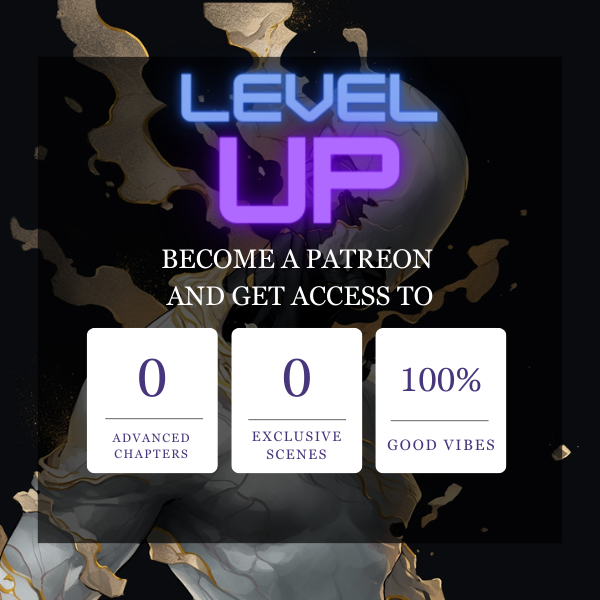 LEVEL
UP
BECOME A PATREON
AND GET ACCESS TO
0
ADVANCED
CHAPTERS
0
EXCLUSIVE
SCENES
100%
GOOD VIBES